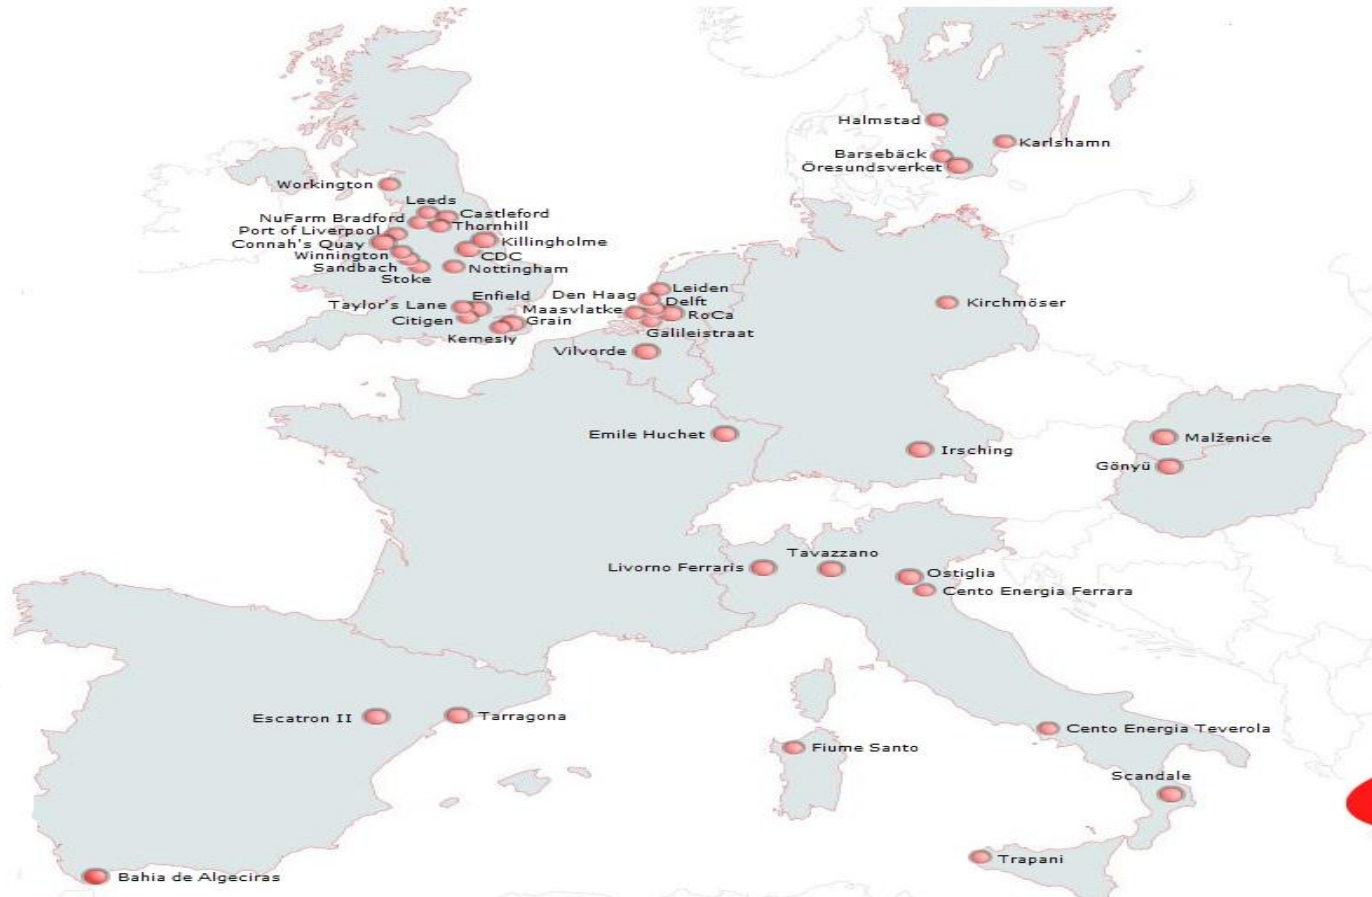 Halmstad
Karlshamn
Barsebäck
Öresundsverket
Workington
Leeds
Castleford
NuFarm Bradford
Thornhill
Port of Liverpool
Killingholme
Connah's Quay
CDC
Winnington
Sandbach
Nottingham
Stoke
Leiden
Den Haag
Delft
Enfield
Taylor's Lane
Maasvlatke
RoCa
Citigen
Grain
Galileistraat
Kemesly
Kirchmöser
Vilvorde
Emile Huchet
Irsching
Malženice
Gönyü
Tavazzano
Livorno Ferraris
Ostiglia
Cento Energia Ferrara
Escatron II
Tarragona
Cento Energia Teverola
Fiume Santo
Scandale
Trapani
Bahia de Algeciras